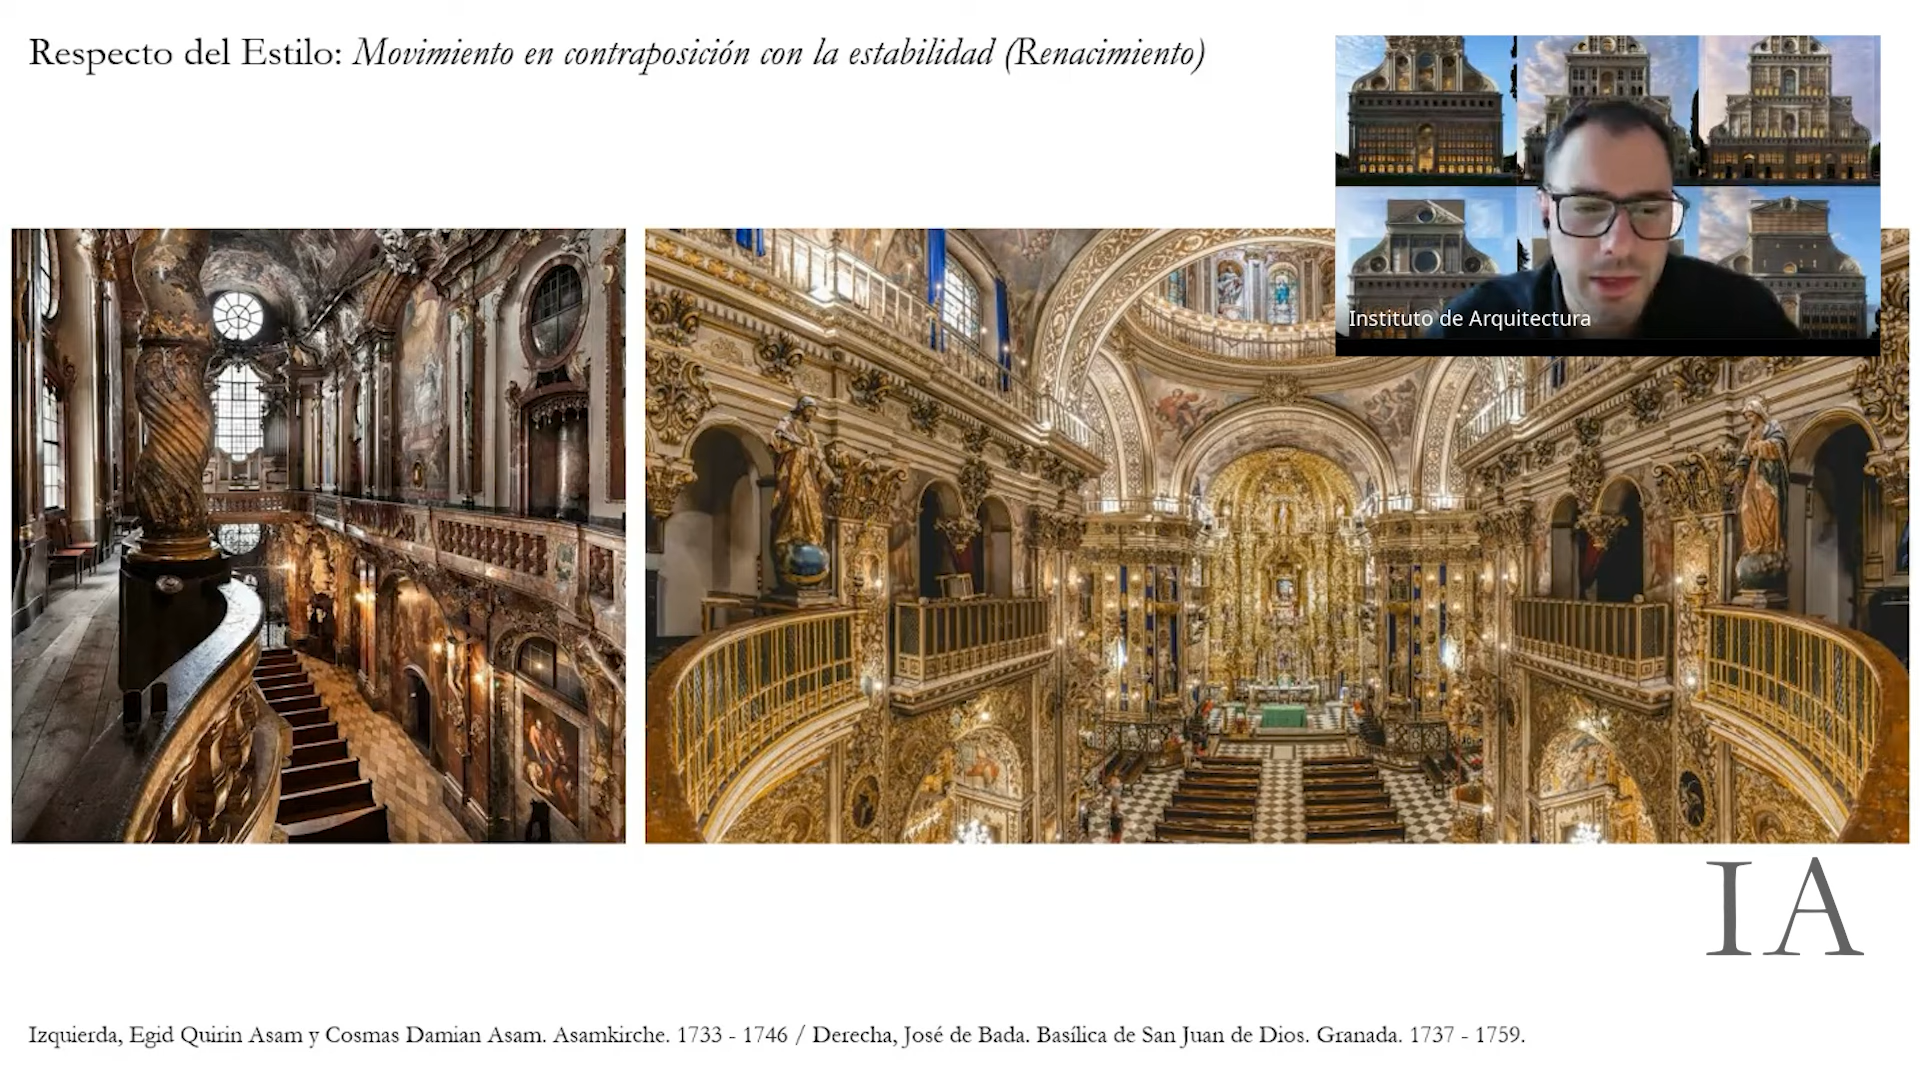 Respecto del Estilo: Movimiento en contraposición con la estabilidad (Renacimiento)
Instituto de Arquitectura
IA
Izquierda, Egid Quirin Asam y Cosmas Damian Asam. Asamkirche. 1733 - 1746 / Derecha, José de Bada. Basílica de San Juan de Dios. Granada. 1737 - 1759.